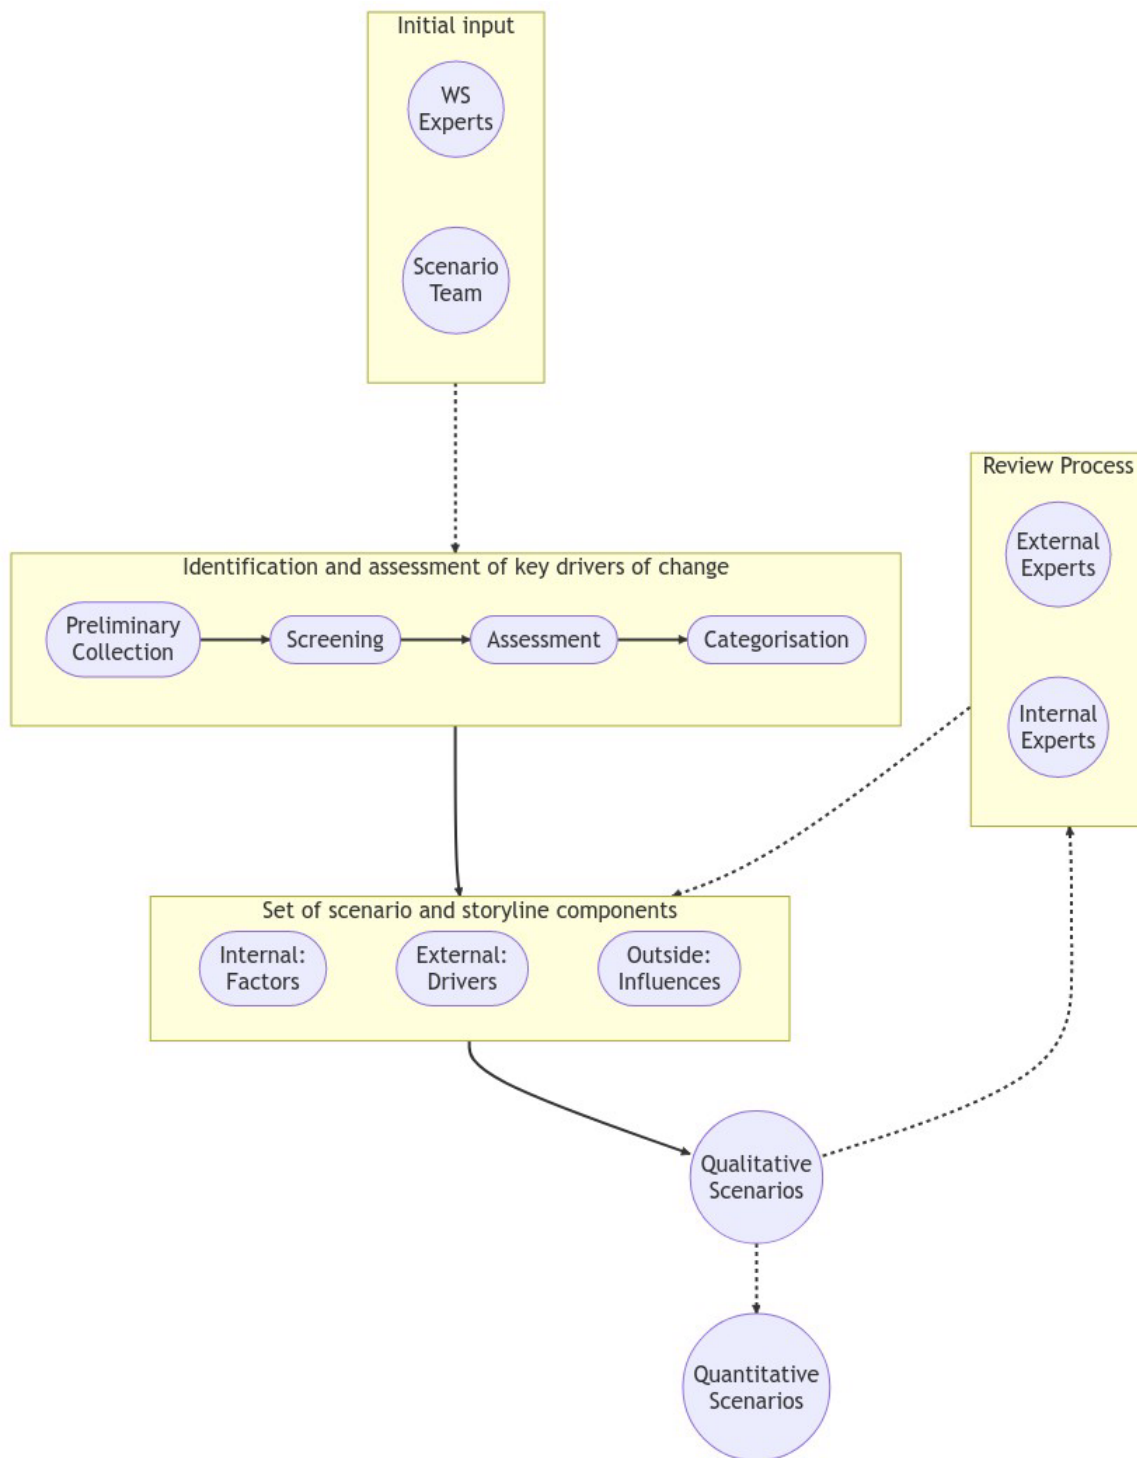 Initial input
WS
Experts
Scenario
Team
Review Process
External
Experts
Internal
Experts
Identification and assessment of key drivers of change
Preliminary
Collection
Screening
Assessment
Categorisation
Set of scenario and storyline components
Internal:
Factors
External:
Drivers
Outside:
Influences
Qualitative
Scenarios
Quantitative
Scenarios